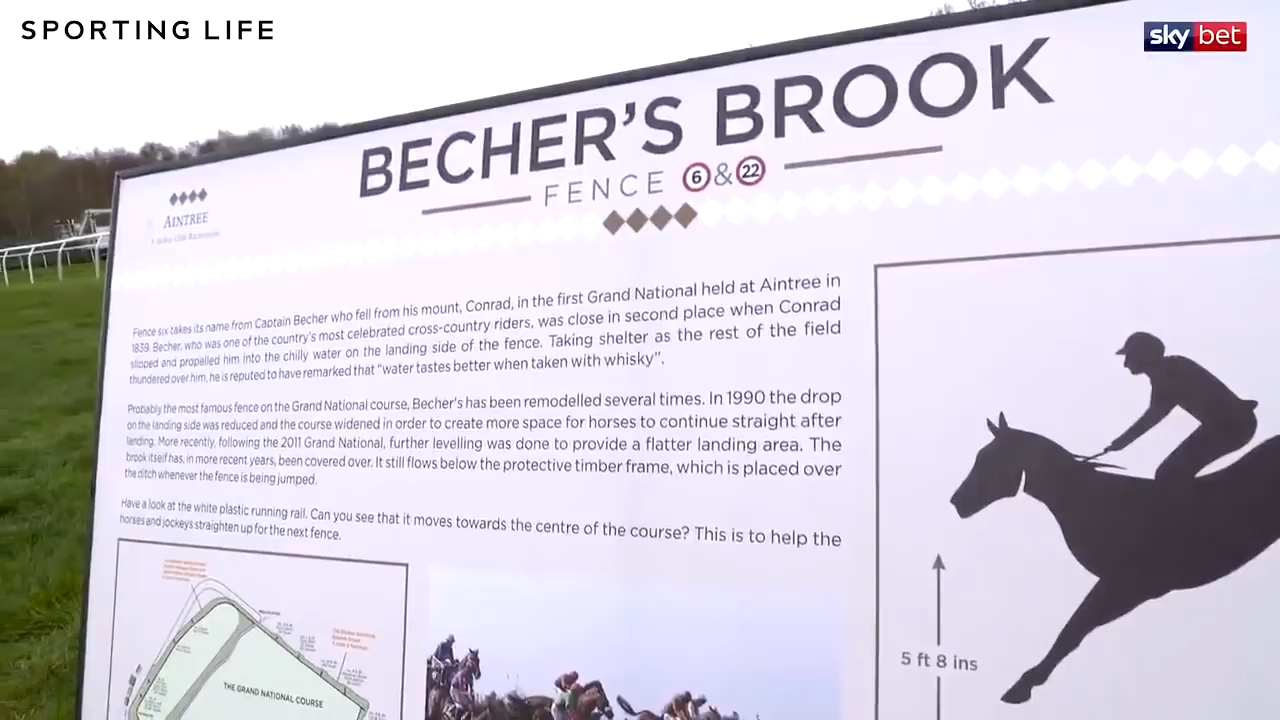 SPORTING LIFE
sky bet
BECHER'S BROOK
FENCE 6 & 22
AINTREE
Fence six takes its name from Captain Becher who fell from his mount, Conrad, in the first Grand National held at Aintree in
1839. Becher, who was one of the country's most celebrated cross-country riders, was close in second place when Conrad
slipped and propelled him into the chilly water on the landing side of the fence. Taking shelter as the rest of the field
thundered over him, he is reputed to have remarked that "water tastes better when taken with whisky".
Probably the most famous fence on the Grand National course, Becher's has been remodelled several times. In 1990 the drop
on the landing side was reduced and the course widened in order to create more space for horses to continue straight after
landing. More recently, following the 2011 Grand National, further levelling was done to provide a flatter landing area. The
brook itself has, in more recent years, been covered over. It still flows below the protective timber frame, which is placed over
the ditch whenever the fence is being jumped.
Have a look at the white plastic running rail. Can you see that it moves towards the centre of the course? This is to help the
horses and jockeys straighten up for the next fence.
THE GRAND NATIONAL COURSE
5 ft 8 ins